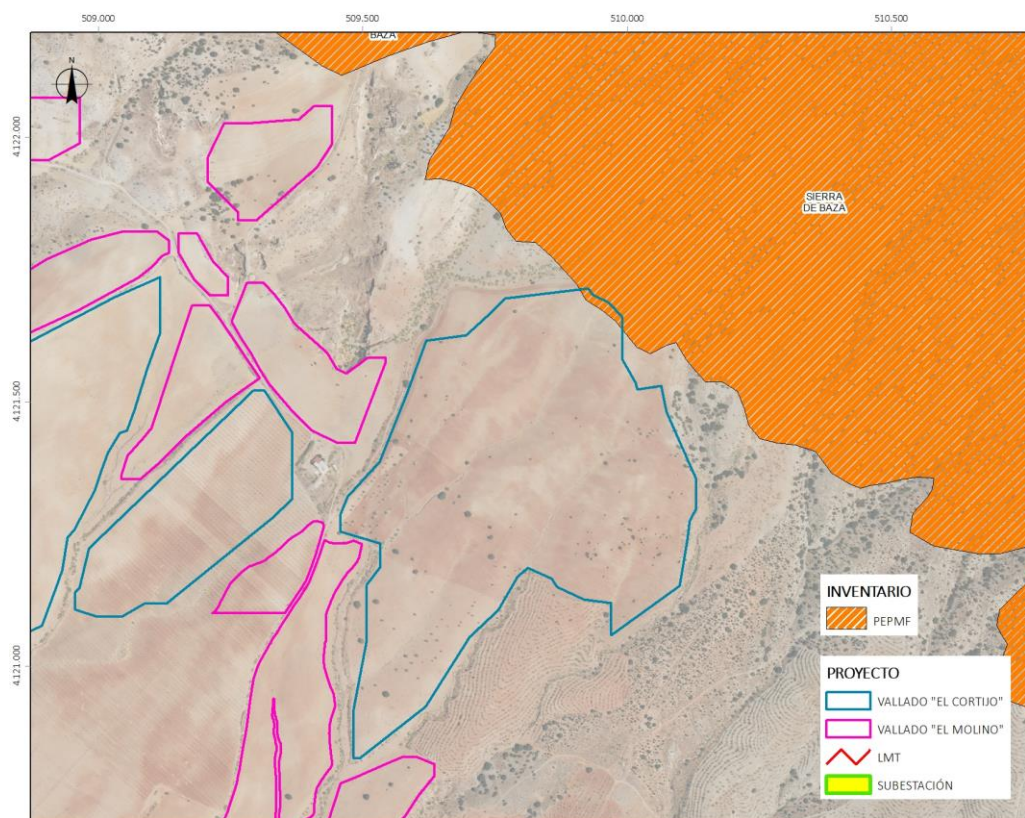 509.000
509.500
510.000
510.500
BAZA
N
4.122.000
SIERRA
DE BAZA
4.121.500
4.121.000
INVENTARIO
PEPMF
PROYECTO
VALLADO "EL CORTIJO"
VALLADO "EL MOLINO"
LMT
SUBESTACIÓN